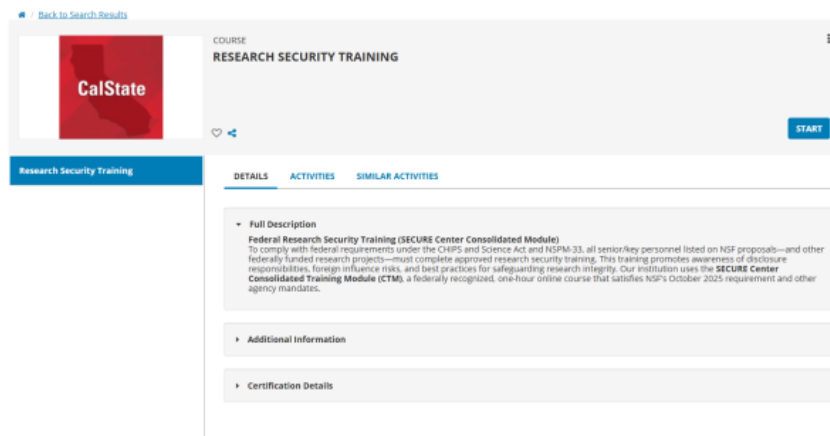 / Back to Search Results
CalState
COURSE
RESEARCH SECURITY TRAINING
START
Research Security Training
DETAILS ACTIVITIES SIMILAR ACTIVITIES
Full Description
Federal Research Security Training (SECURE Center Consolidated Module)
To comply with federal requirements under the CHIPS and Science Act and NSPM-33, all senior/key personnel listed on NSF proposals—and other
federally funded research projects—must complete approved research security training. This training promotes awareness of disclosure
responsibilities, foreign influence risks, and best practices for safeguarding research integrity. Our institution uses the SECURE Center
Consolidated Training Module (CTM), a federally recognized, one-hour online course that satisfies NSF's October 2025 requirement and other
agency mandates.
Additional Information
Certification Details